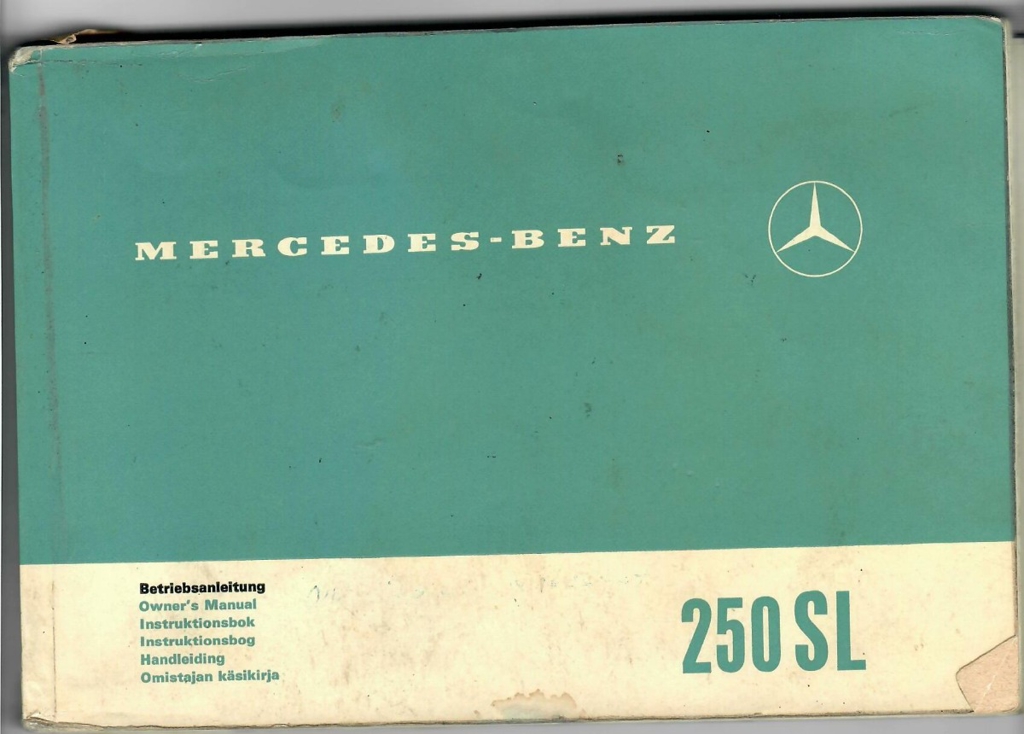 MERCEDES-BENZ
Betriebsanleitung
Owner's Manual
Instruktionsbok
Instruktionsbog
Handleiding
Omistajan käsikirja
250 SL